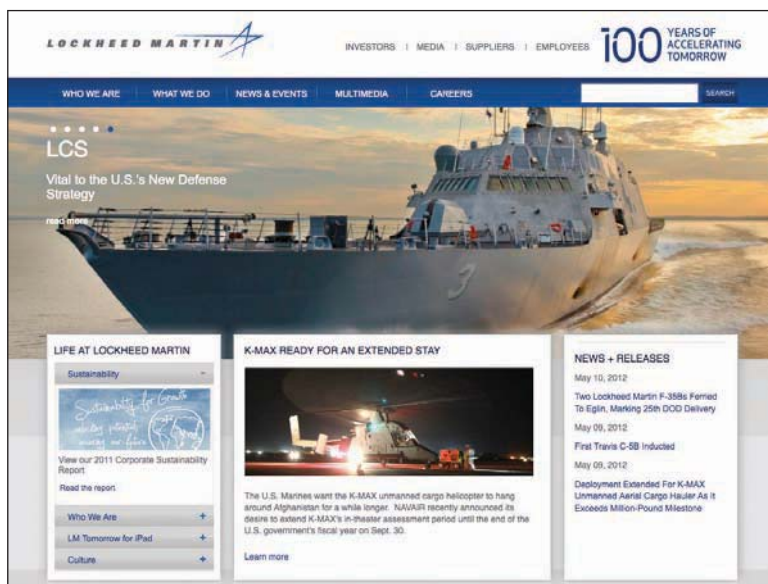 LOCKHEED MARTIN
INVESTORS | MEDIA | SUPPLIERS | EMPLOYEES
100 YEARS OF
ACCELERATING
TOMORROW
WHO WE ARE
WHAT WE DO
NEWS & EVENTS
MULTIMEDIA
CAREERS
SEARCH
LCS
Vital to the U.S.'s New Defense
Strategy
read more
3
LIFE AT LOCKHEED MARTIN
Sustainability -
Sustainability for Growth
View our 2011 Corporate Sustainability
Report
Read the report
Who We Are +
LM Tomorrow for iPad +
Culture +
K-MAX READY FOR AN EXTENDED STAY
The U.S. Marines want the K-MAX unmanned cargo helicopter to hang
around Afghanistan for a while longer. NAVAIR recently announced its
desire to extend K-MAX's in-theater assessment period until the end of the
U.S. government's fiscal year on Sept. 30.
Learn more
NEWS + RELEASES
May 10, 2012
Two Lockheed Martin F-35Bs Ferried
To Eglin, Marking 25th DOD Delivery
May 09, 2012
First Travis C-5B Inducted
May 09, 2012
Deployment Extended For K-MAX
Unmanned Aerial Cargo Hauler As It
Exceeds Million-Pound Milestone